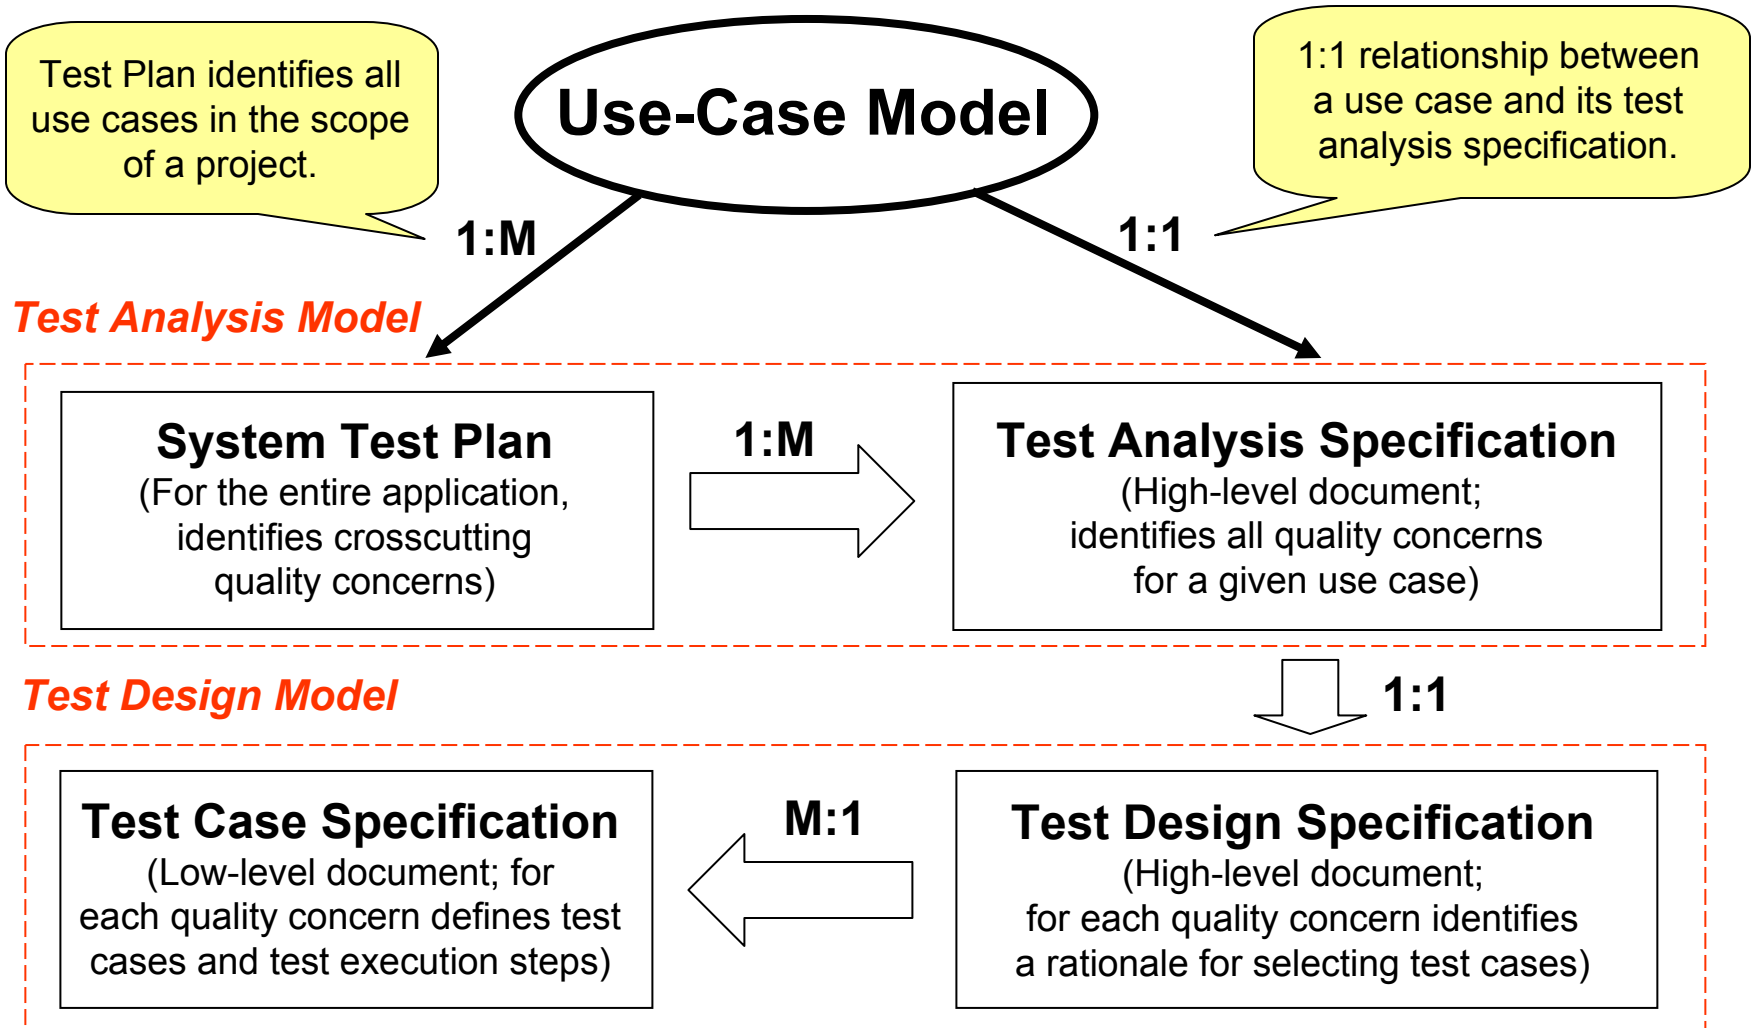 Test Plan identifies all
use cases in the scope
of a project.
Use-Case Model
1:1 relationship between
a use case and its test
analysis specification.
1:M
1:1
Test Analysis Model
System Test Plan
(For the entire application,
identifies crosscutting
quality concerns)
1:M
Test Analysis Specification
(High-level document;
identifies all quality concerns
for a given use case)
Test Design Model
1:1
Test Case Specification
(Low-level document; for
each quality concern defines test
cases and test execution steps)
M:1
Test Design Specification
(High-level document;
for each quality concern identifies
a rationale for selecting test cases)